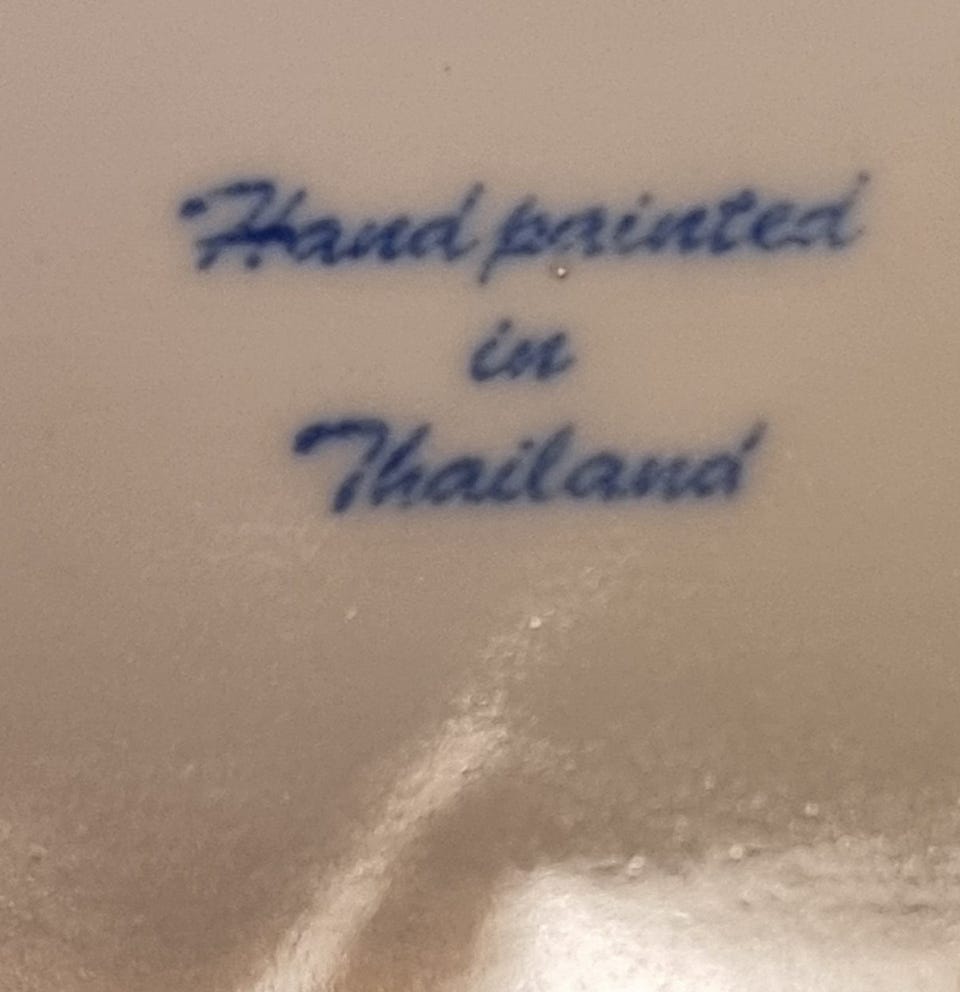 Hand painted
in
Thailand